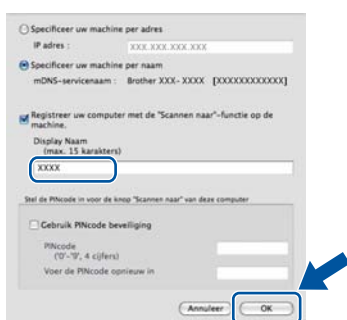 Specificeer uw machine per adres
IP adres : XXX.XXX.XXX.XXX
Specificeer uw machine per naam
mDNS-servicenaam : Brother XXX- XXXX [XXXXXXXXXXXX]
Registreer uw computer met de "Scannen naar"-functie op de
machine.
Display Naam
(max. 15 karakters)
XXXX
Stel de PINcode in voor de knop "Scannen naar" van deze computer
Gebruik PINcode beveiliging
PINcode
('0'-'9', 4 cijfers)
Voer de PINcode opnieuw in
Annuleer OK